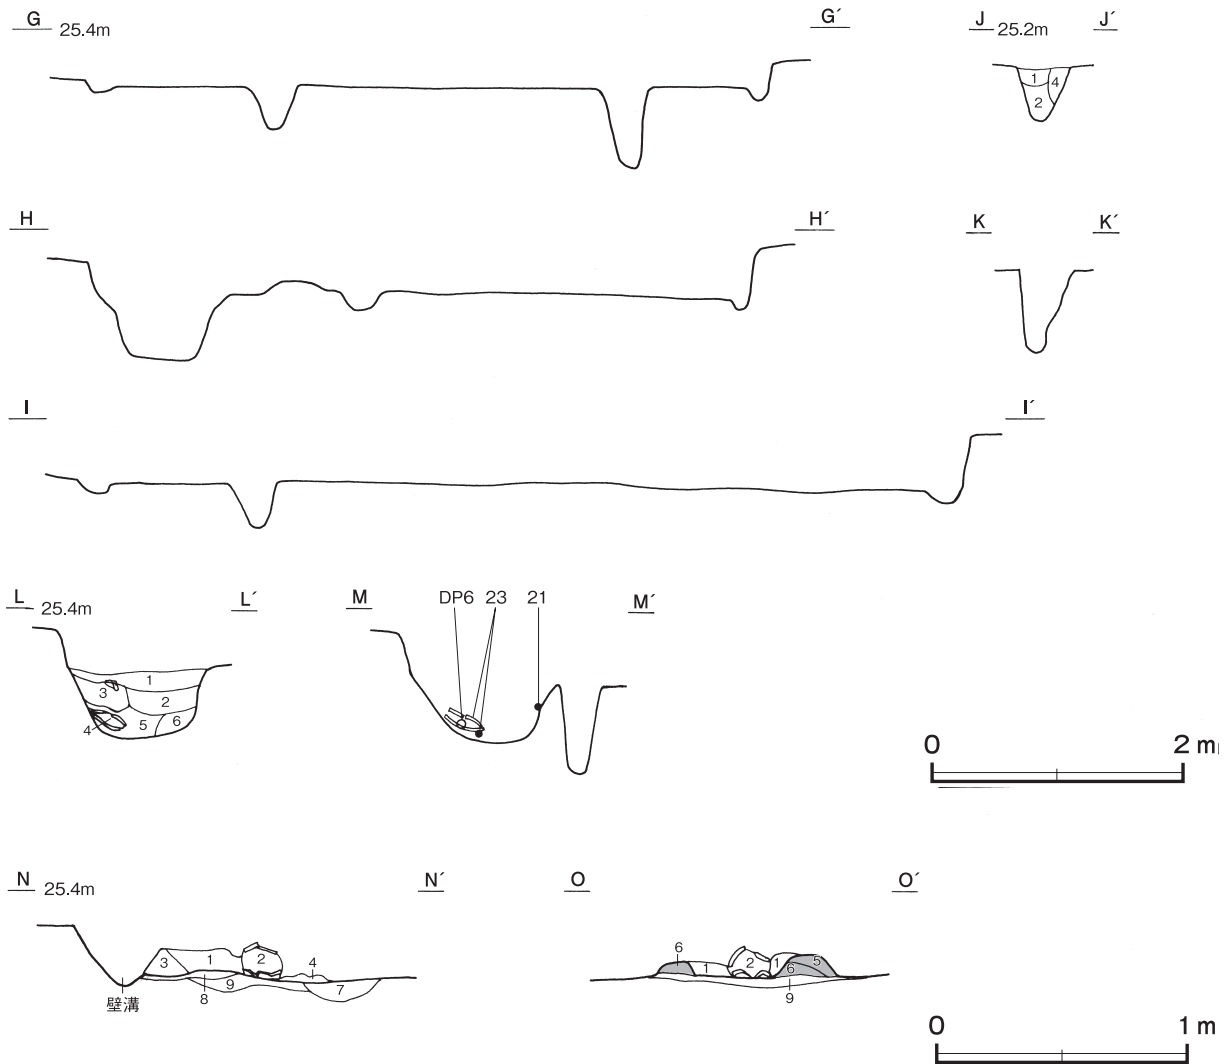 G 25.4m G´ J 25.2m J´
1 4
2
H H´ K K´
I I´
L 25.4m L´ M DP6 23 21 M´
1
3 2
4 5 6
0 2 m
N 25.4m N´ O O´
3 1 2 4
8 9 7
壁溝
6 1 2 1 5
6
9
0 1 m